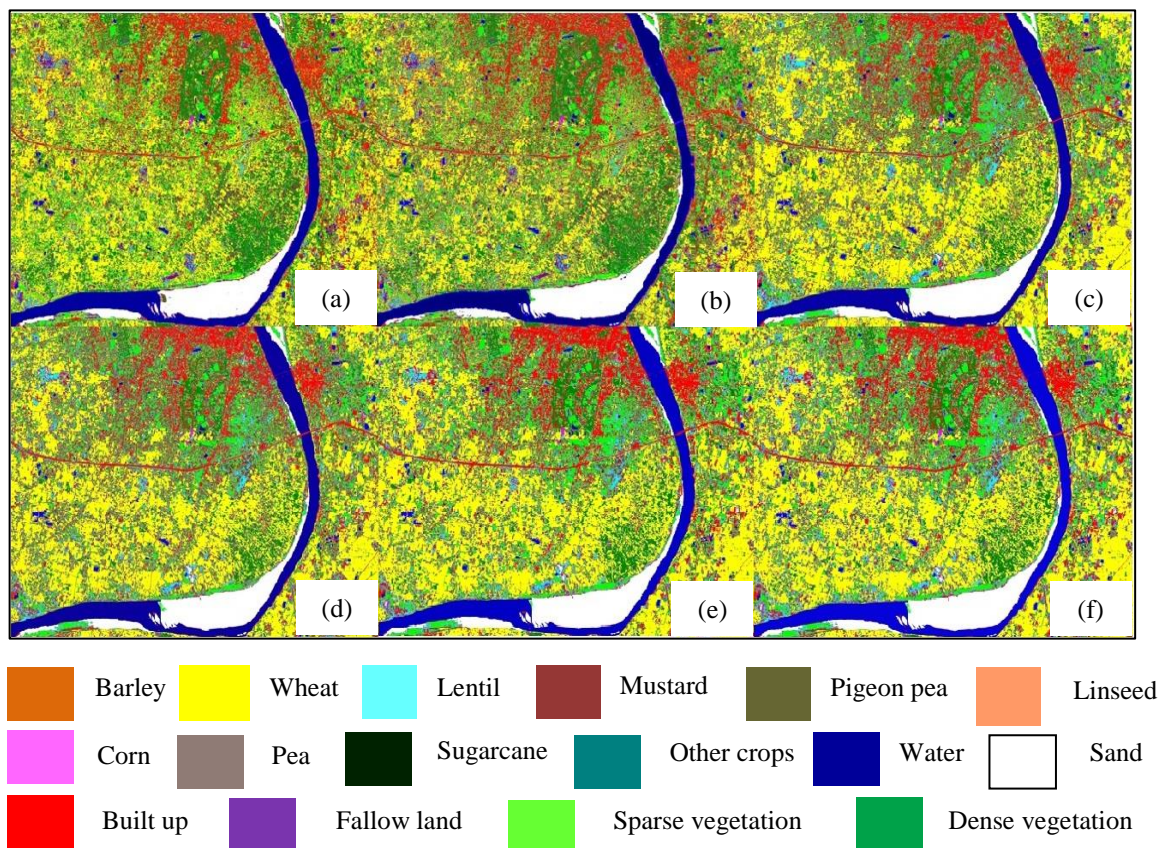 (a) (b) (c)
(d) (e) (f)
Barley Wheat Lentil Mustard Pigeon pea Linseed
Corn Pea Sugarcane Other crops Water Sand
Built up Fallow land Sparse vegetation Dense vegetation